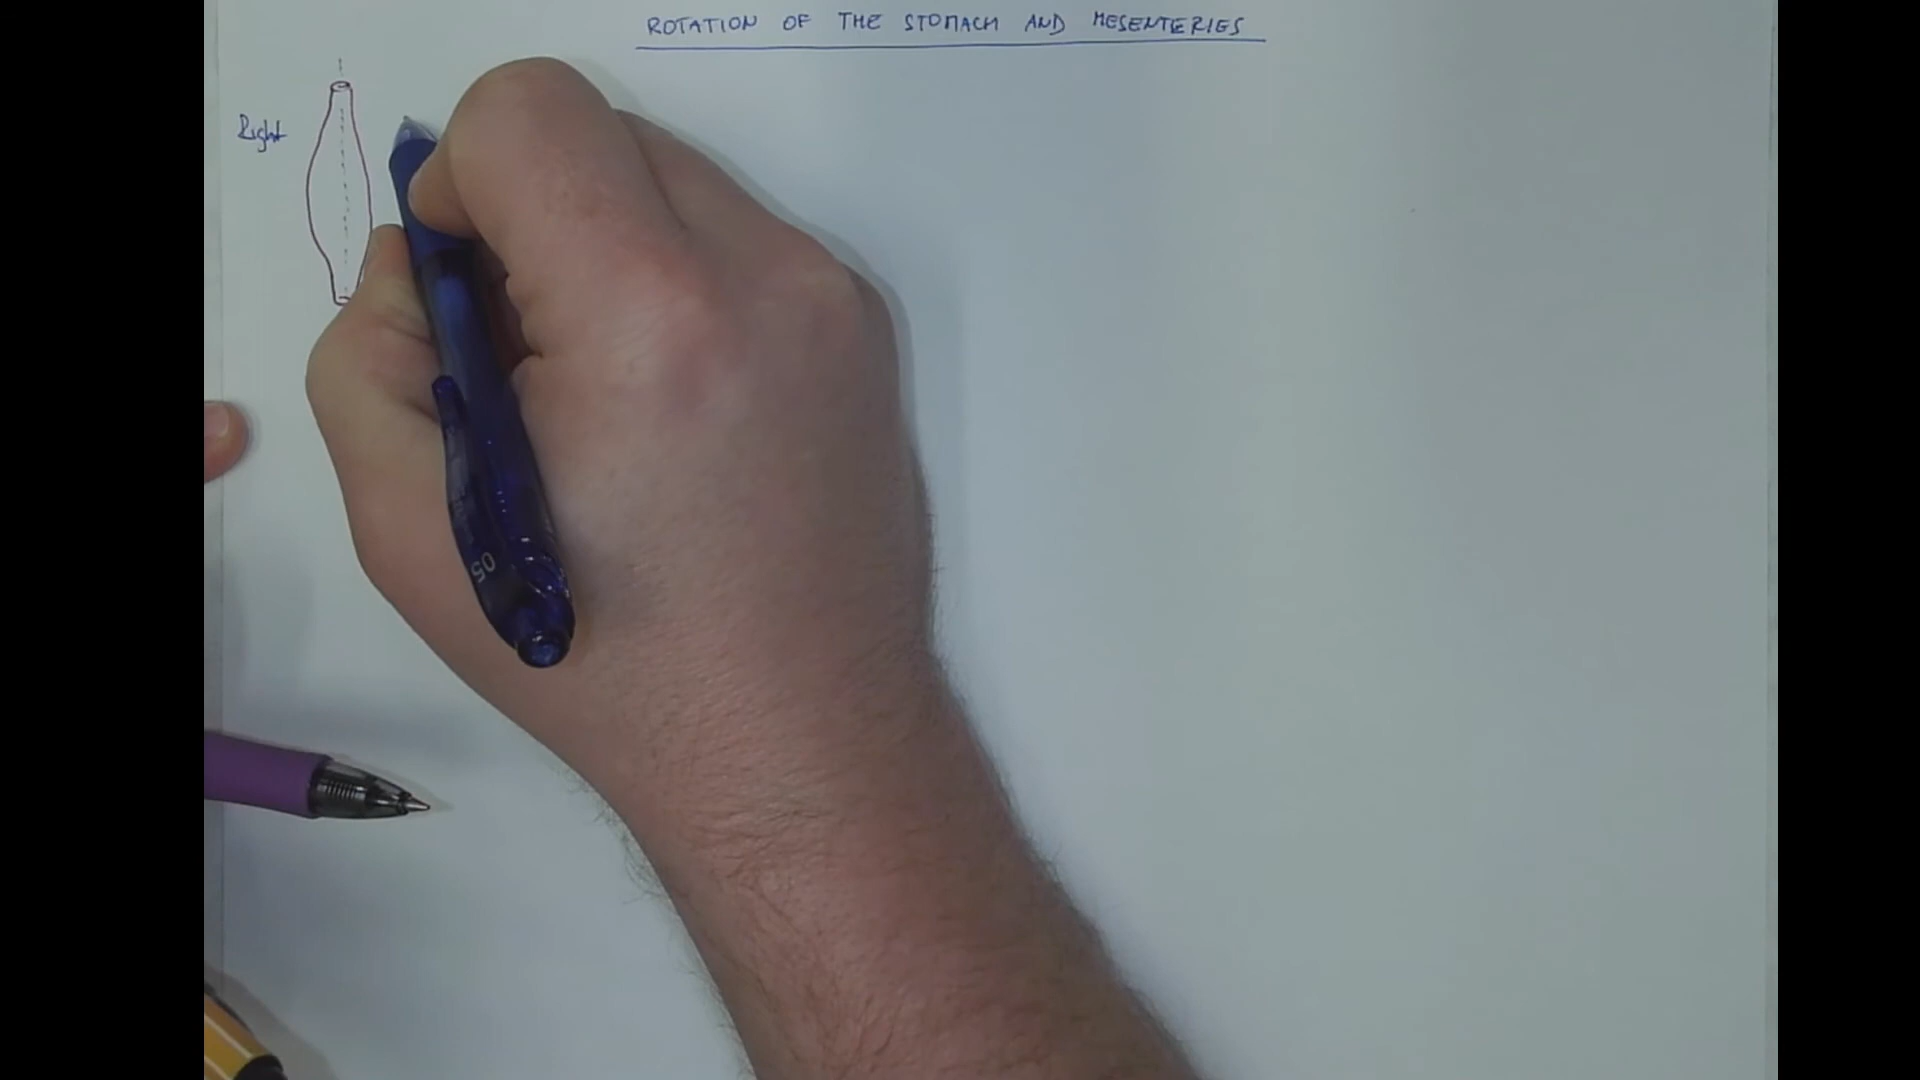 ROTATION OF THE STOMACH AND MESENTERIES
Right
05